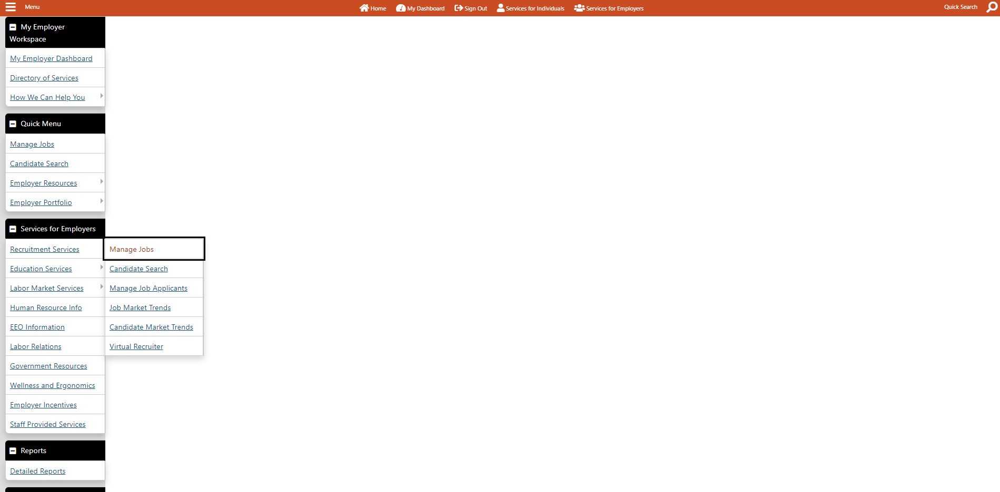 Menu
Home
My Dashboard
Sign Out
Services for Individuals
Services for Employers
Quick Search
My Employer
Workspace
My Employer Dashboard
Directory of Services
How We Can Help You
Quick Menu
Manage Jobs
Candidate Search
Employer Resources
Employer Portfolio
Services for Employers
Recruitment Services
Education Services
Labor Market Services
Human Resource Info
EEO Information
Labor Relations
Government Resources
Wellness and Ergonomics
Employer Incentives
Staff Provided Services
Manage Jobs
Candidate Search
Manage Job Applicants
Job Market Trends
Candidate Market Trends
Virtual Recruiter
Reports
Detailed Reports